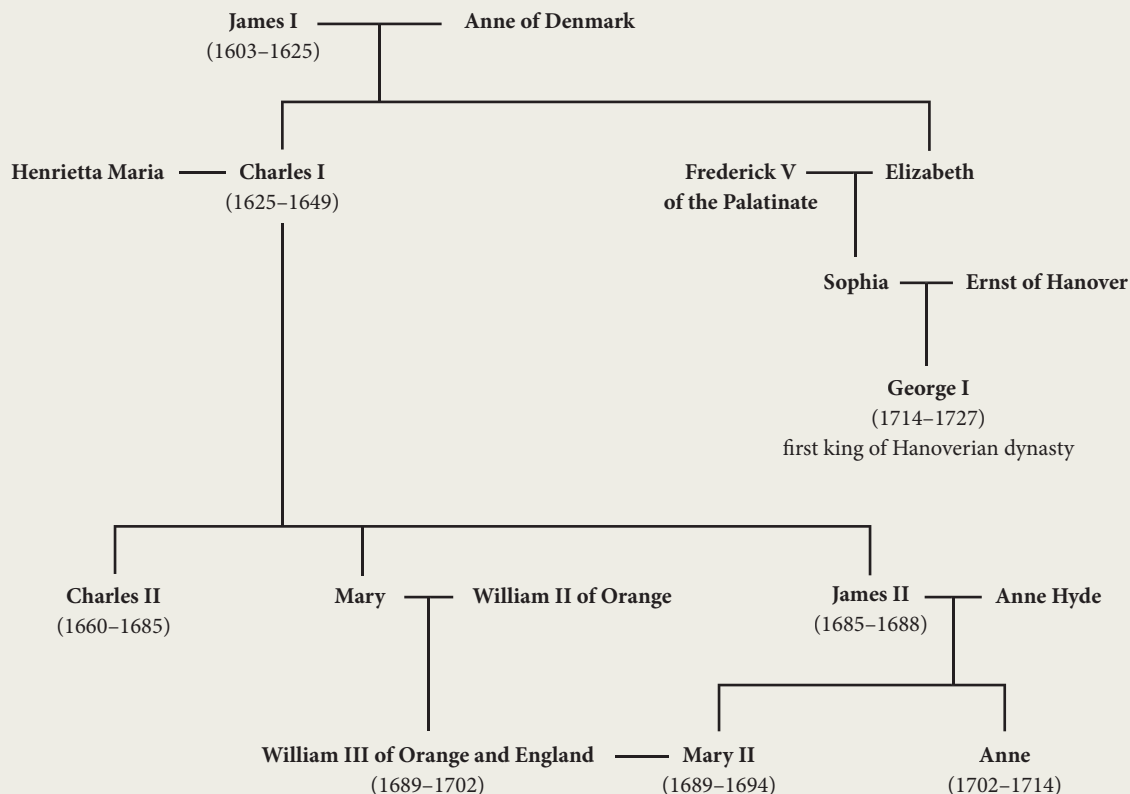 James I
Anne of Denmark
(1603–1625)
Henrietta Maria
Charles I
(1625–1649)
Frederick V
of the Palatinate
Elizabeth
Sophia
Ernst of Hanover
George I
(1714–1727)
first king of Hanoverian dynasty
Charles II
(1660–1685)
Mary
William II of Orange
James II
(1685–1688)
Anne Hyde
William III of Orange and England
(1689–1702)
Mary II
(1689–1694)
Anne
(1702–1714)